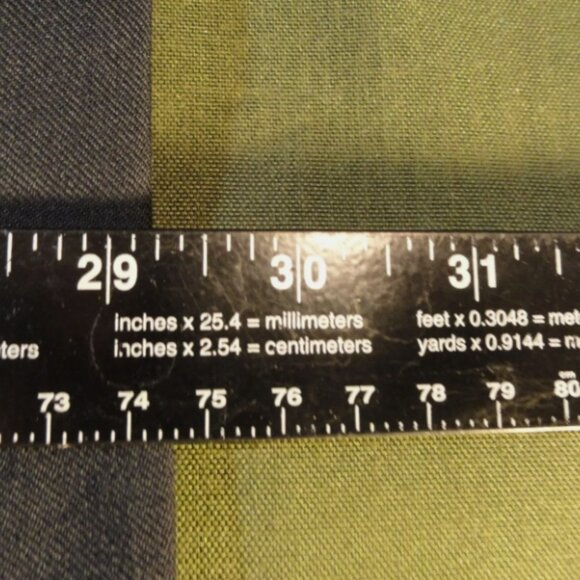 29 30 31
inches x 25.4 = millimeters feet x 0.3048 =
inches x 2.54 = centimeters yards x 0.9144 =
cm
73 74 75 76 77 78 79 80